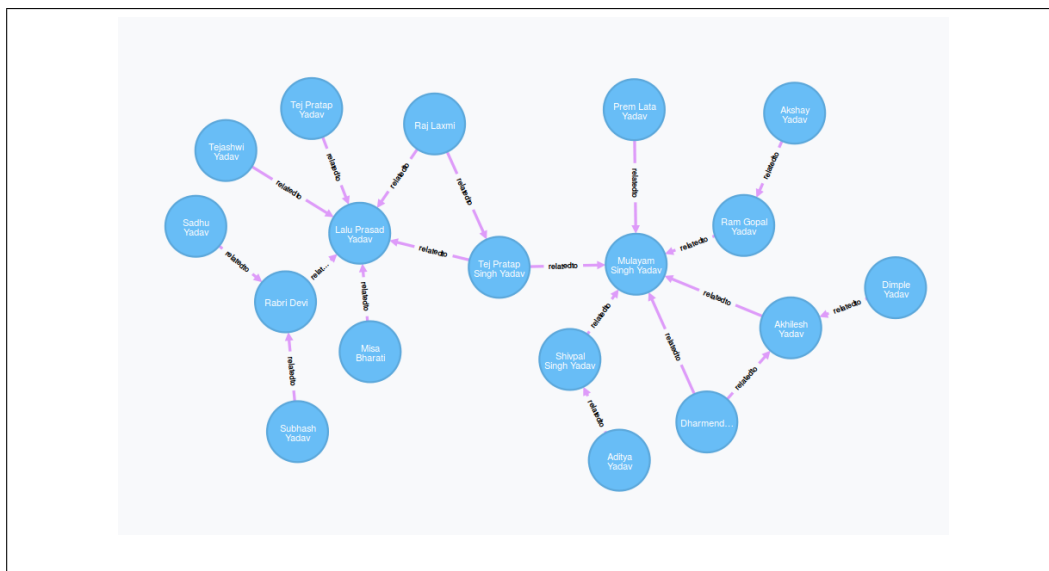 Tej Pratap
Yadav
Raj Laxmi
Prem Lata
Yadav
Akshay
Yadav
Tejashwi
Yadav
relatedto
relatedto
relatedto
relatedto
relatedto
relatedto
Sadhu
Yadav
Lalu Prasad
Yadav
Ram Gopal
Yadav
relatedto
relatedto
relatedto
Tej Pratap
Singh Yadav
relatedto
Mulayam
Singh Yadav
relat...
Rabri Devi
relatedto
Dimple
Yadav
relatedto
relatedto
relatedto
Akhilesh
Yadav
Misa
Bharati
Shivpal
Singh Yadav
relatedto
relatedto
relatedto
relatedto
Subhash
Yadav
Dharmend...
relatedto
Aditya
Yadav